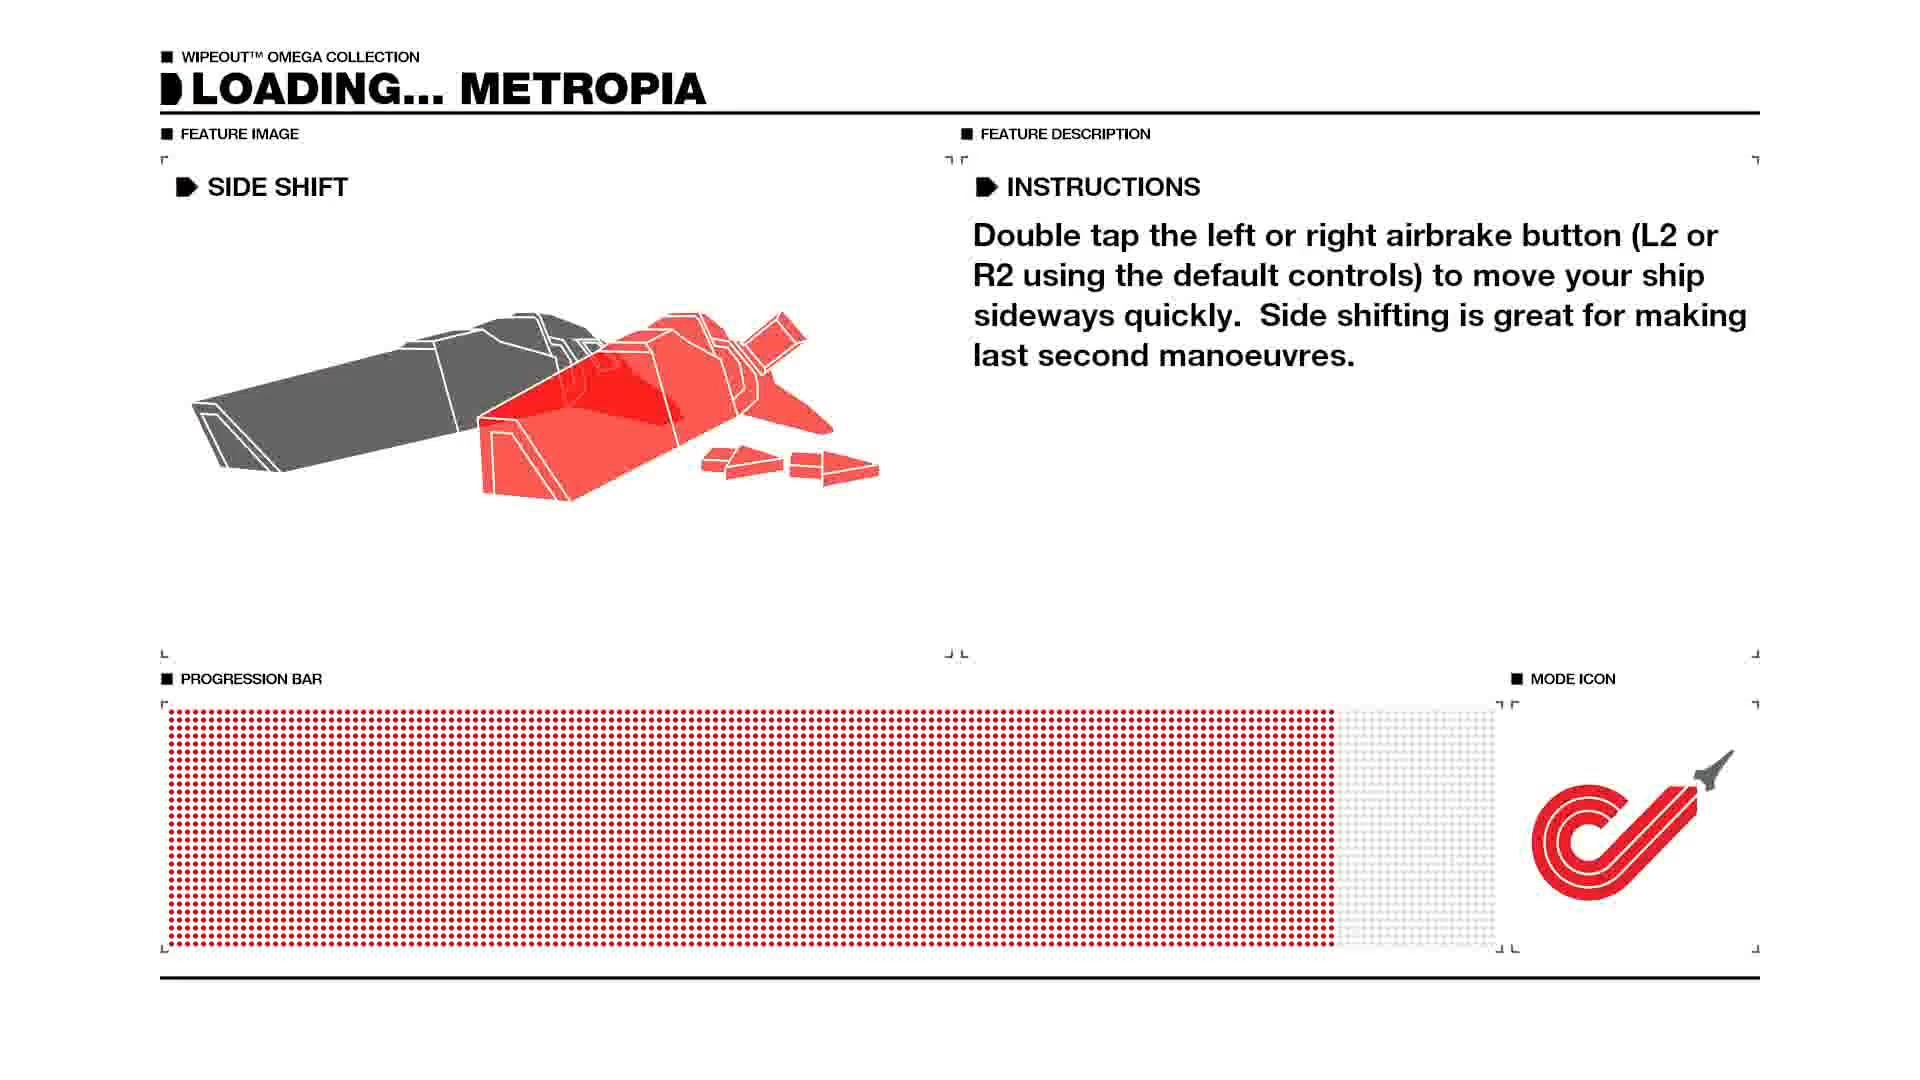 WIPEOUT™ OMEGA COLLECTION
LOADING... METROPIA
FEATURE IMAGE
SIDE SHIFT
FEATURE DESCRIPTION
INSTRUCTIONS
Double tap the left or right airbrake button (L2 or
R2 using the default controls) to move your ship
sideways quickly.  Side shifting is great for making
last second manoeuvres.
PROGRESSION BAR
MODE ICON